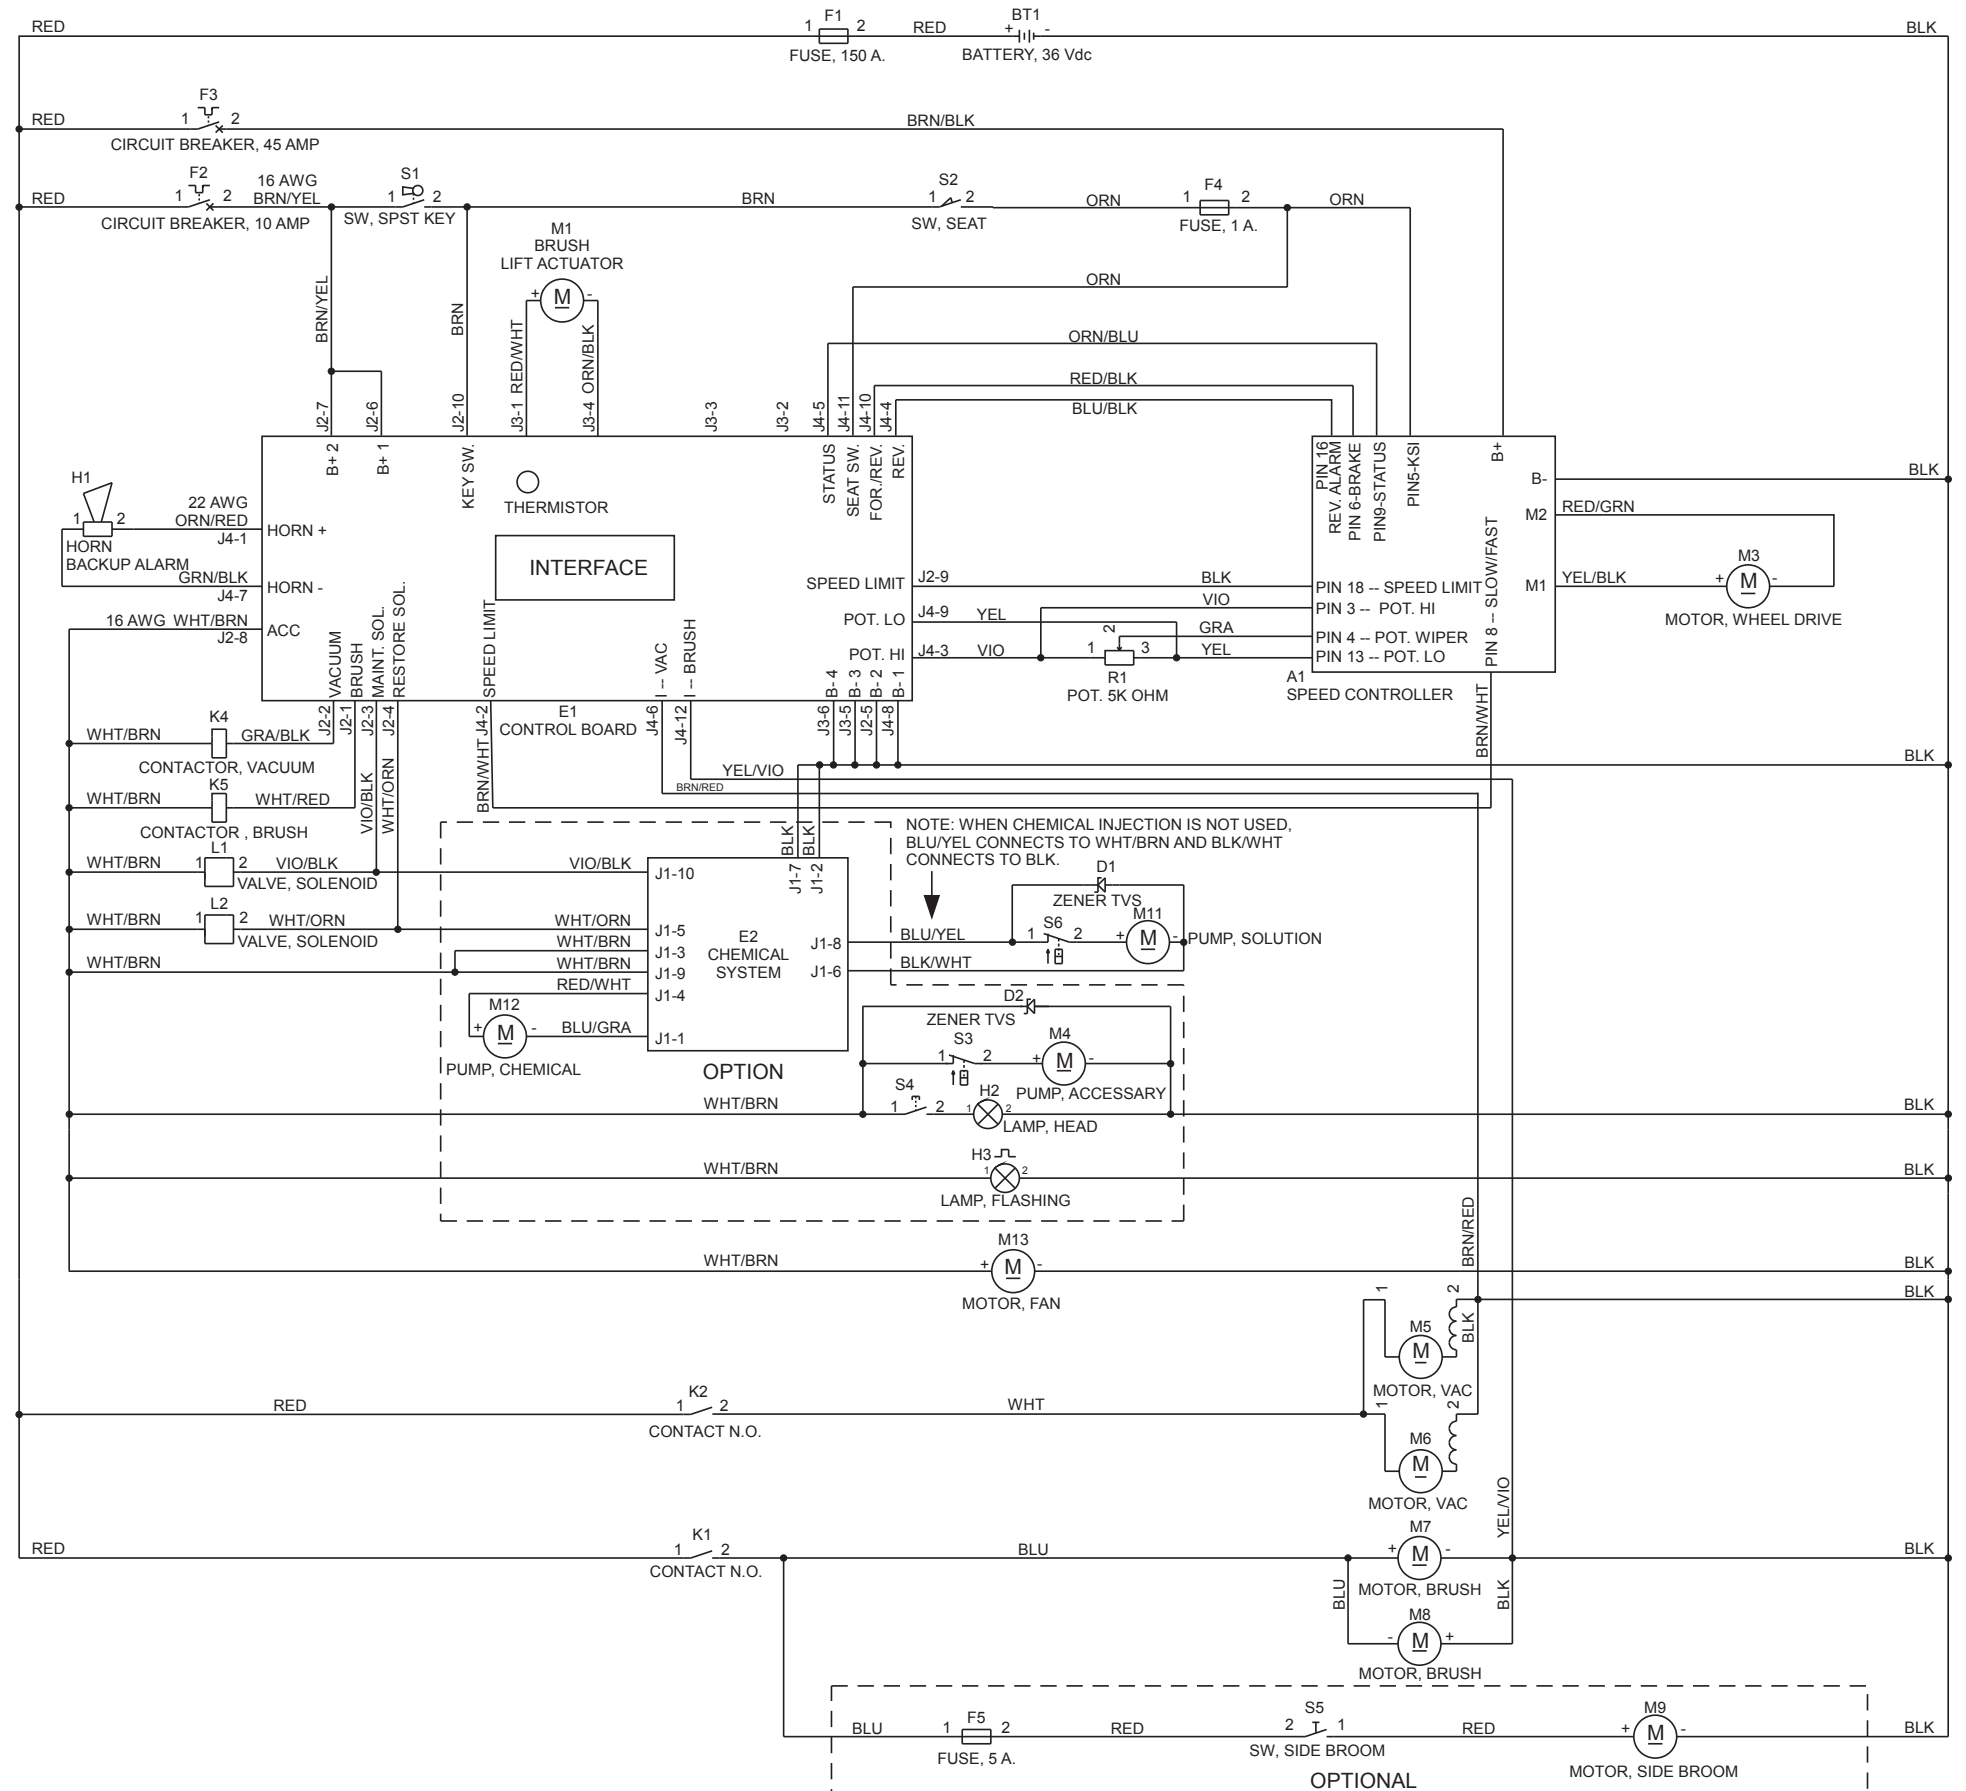 RED
F1
1 2
FUSE, 150 A.
RED
BT1
+ -
BATTERY, 36 Vdc
BLK
F3
RED
1 2
CIRCUIT BREAKER, 45 AMP
BRN/BLK
F2
RED
1 2
CIRCUIT BREAKER, 10 AMP
16 AWG
BRN/YEL
S1
1 2
SW, SPST KEY
BRN
S2
1 2
SW, SEAT
ORN
F4
1 2
FUSE, 1 A.
ORN
M1
BRUSH
LIFT ACTUATOR
+ M -
ORN
BRN/YEL
BRN
RED/WHT
ORN/BLK
ORN/BLU
RED/BLK
BLU/BLK
J2-7
J2-6
J2-10
J3-1
J3-4
J3-3
J3-2
J4-5
J4-11
J4-10
J4-4
B+ 2
B+ 1
KEY SW.
THERMISTOR
STATUS
SEAT SW.
FOR./REV.
REV.
PIN 16
REV. ALARM
PIN 6-BRAKE
PIN9-STATUS
PIN5-KSI
B+
B-
BLK
H1
1 2
HORN
BACKUP ALARM
22 AWG
ORN/RED
J4-1
HORN +
GRN/BLK
J4-7
HORN -
16 AWG WHT/BRN
J2-8
ACC
INTERFACE
M2
RED/GRN
M3
+ M -
MOTOR, WHEEL DRIVE
M1
YEL/BLK
SPEED LIMIT
J2-9
BLK
PIN 18 -- SPEED LIMIT
POT. LO
J4-9
YEL
VIO
PIN 3 -- POT. HI
GRA
PIN 4 -- POT. WIPER
POT. HI
J4-3
VIO
1 2 3
YEL
PIN 13 -- POT. LO
R1
POT. 5K OHM
PIN 8 -- SLOW/FAST
A1
SPEED CONTROLLER
VACUUM
BRUSH
MAINT. SOL.
RESTORE SOL.
SPEED LIMIT
I -- VAC
I -- BRUSH
B- 4
B- 3
B- 2
B- 1
J2-2
J2-1
J2-3
J2-4
J4-2
E1
CONTROL BOARD
J4-6
J4-12
J3-6
J3-5
J2-5
J4-8
BRN/WHT
BRN/WHT
K4
WHT/BRN
GRA/BLK
CONTACTOR, VACUUM
VIO/BLK
WHT/ORN
YEL/VIO
BRN/RED
BLK
K5
WHT/BRN
WHT/RED
CONTACTOR , BRUSH
L1
WHT/BRN
1 2
VIO/BLK
VALVE, SOLENOID
VIO/BLK
J1-10
BLK
BLK
J1-7
J1-2
NOTE: WHEN CHEMICAL INJECTION IS NOT USED,
BLU/YEL CONNECTS TO WHT/BRN AND BLK/WHT
CONNECTS TO BLK.
D1
ZENER TVS
L2
WHT/BRN
1 2
WHT/ORN
VALVE, SOLENOID
WHT/ORN
J1-5
WHT/BRN
J1-3
WHT/BRN
WHT/BRN
J1-9
RED/WHT
J1-4
E2
CHEMICAL
SYSTEM
J1-8
BLU/YEL
S6
1 2
M11
+ M -
PUMP, SOLUTION
J1-6
BLK/WHT
M12
+ M -
BLU/GRA
J1-1
PUMP, CHEMICAL
OPTION
D2
ZENER TVS
S3
1 2
M4
+ M -
PUMP, ACCESSARY
WHT/BRN
S4
1 2
H2
1 2
LAMP, HEAD
BLK
WHT/BRN
H3
1 2
LAMP, FLASHING
BLK
WHT/BRN
M13
+ M -
MOTOR, FAN
BRN/RED
BLK
BLK
1 2
M5
M
BLK
MOTOR, VAC
RED
K2
1 2
CONTACT N.O.
WHT
1 2
M6
M
MOTOR, VAC
YEL/VIO
RED
K1
1 2
CONTACT N.O.
BLU
M7
+ M -
MOTOR, BRUSH
BLK
BLU
BLK
M8
- M +
MOTOR, BRUSH
BLU
F5
1 2
FUSE, 5 A.
RED
S5
2 1
SW, SIDE BROOM
RED
M9
+ M -
MOTOR, SIDE BROOM
BLK
OPTIONAL